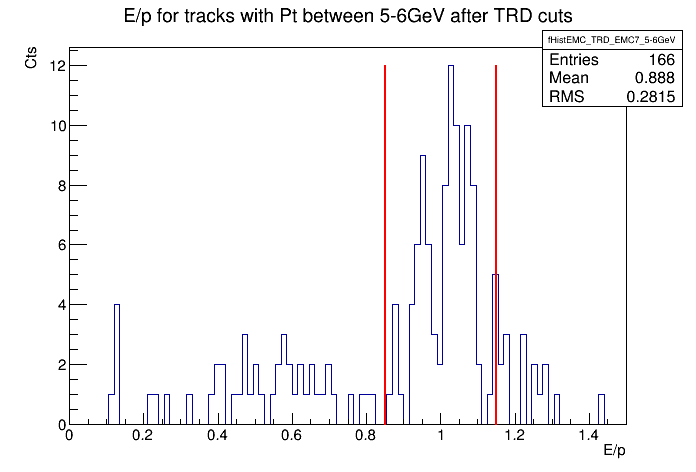 E/p for tracks with Pt between 5-6GeV after TRD cuts
fHistEMC_TRD_EMC7_5-6GeV
Entries 166
Mean 0.888
RMS 0.2815
Cts
12
10
8
6
4
2
0
0 0.2 0.4 0.6 0.8 1 1.2 1.4
E/p